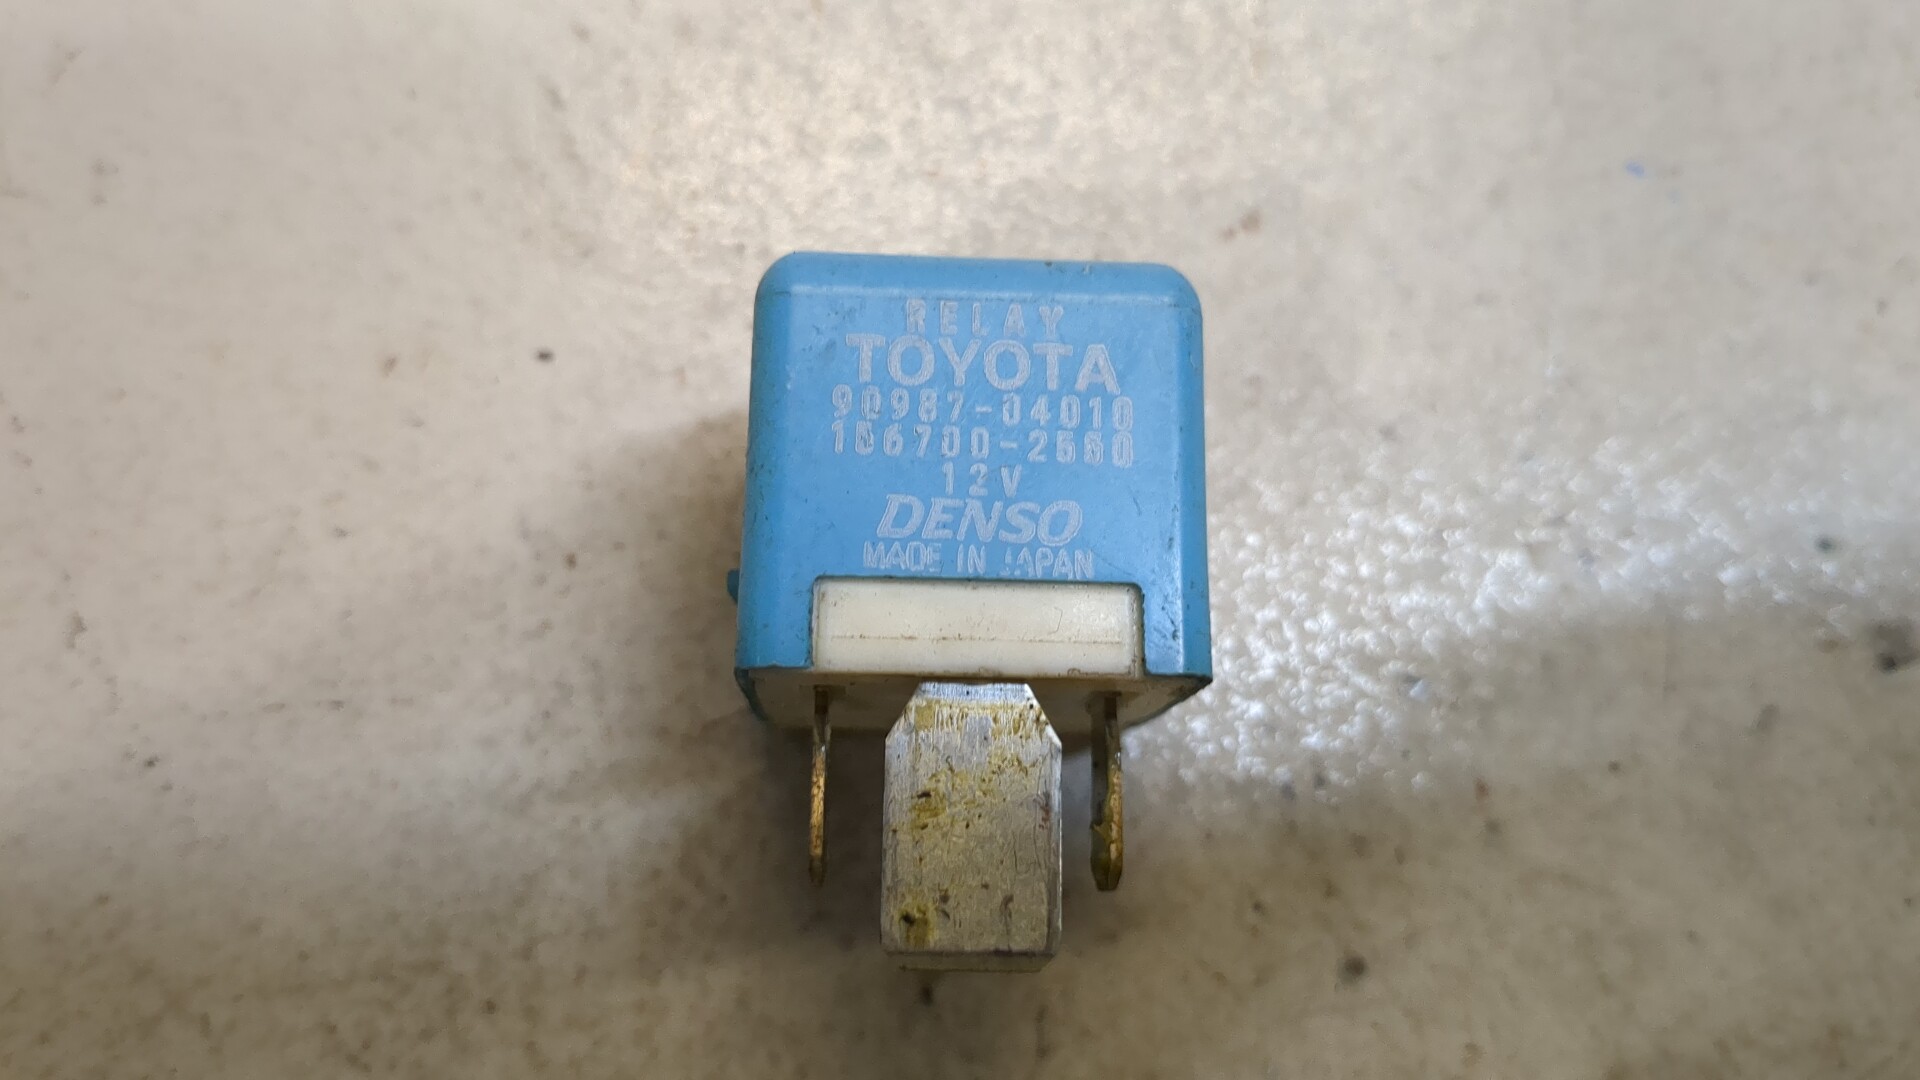 RELAY
TOYOTA
90987-04010
156700-2560
12V
DENSO
MADE IN JAPAN